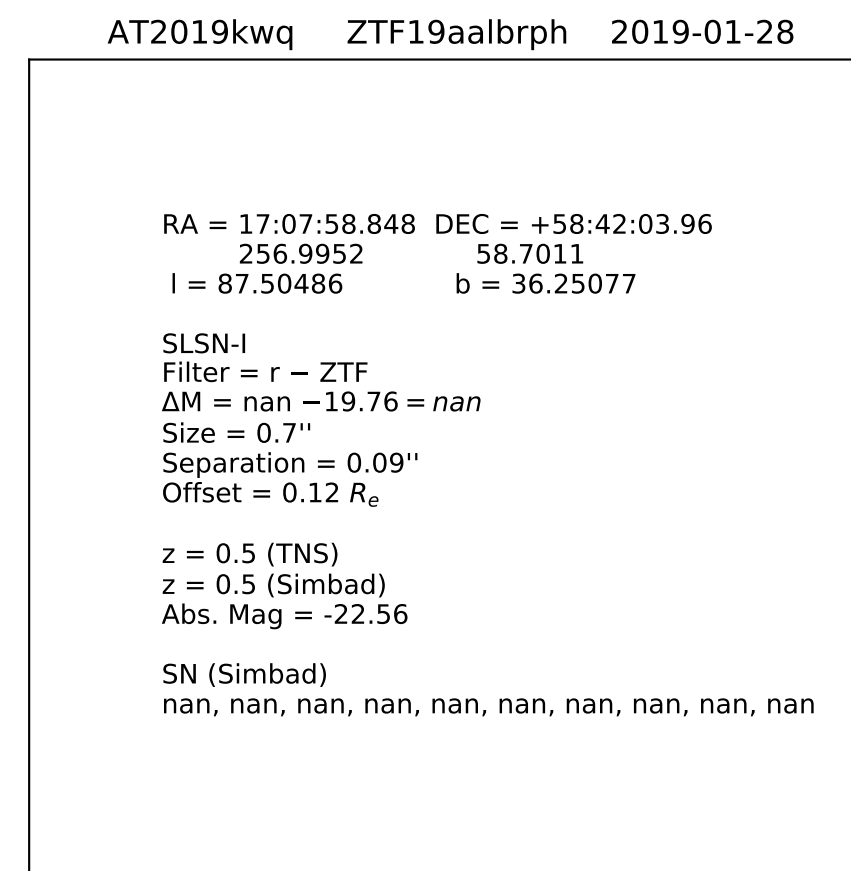 AT2019kwq ZTF19aalbrph 2019-01-28
RA = 17:07:58.848 DEC = +58:42:03.96
256.9952 58.7011
l = 87.50486 b = 36.25077
SLSN-I
Filter = r − ZTF
ΔM = nan −19.76 = nan
Size = 0.7''
Separation = 0.09''
Offset = 0.12 Rₑ
z = 0.5 (TNS)
z = 0.5 (Simbad)
Abs. Mag = -22.56
SN (Simbad)
nan, nan, nan, nan, nan, nan, nan, nan, nan, nan